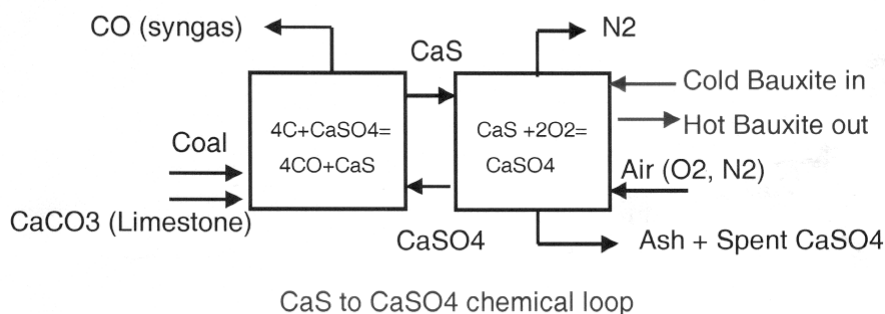 CO (syngas)
N2
CaS
Cold Bauxite in
Hot Bauxite out
4C+CaSO4=
4CO+CaS
CaS +2O2=
CaSO4
Coal
Air (O2, N2)
CaCO3 (Limestone)
CaSO4
Ash + Spent CaSO4
CaS to CaSO4 chemical loop